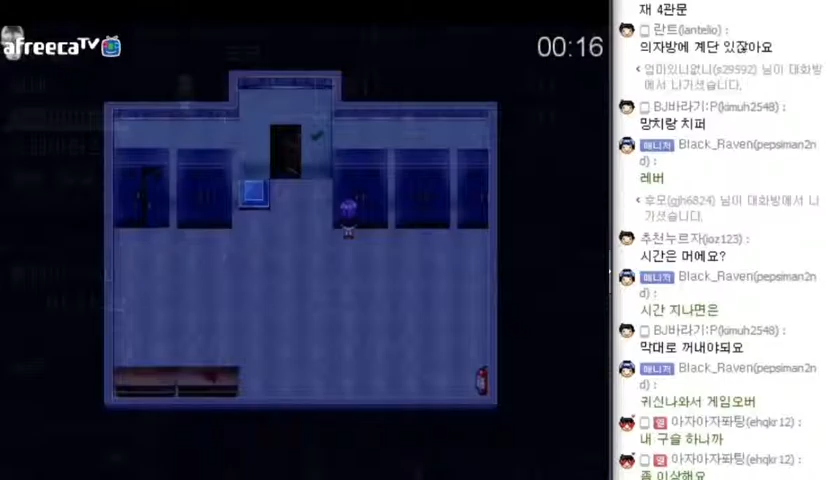 afreecaTV
00:16
재 4관문
란트(lantelio) :
의자방에 계단 있잖아요
엄마있니없니(s29592) 님이 대화방
에서 나가셨습니다.
BJ바라기:P(kimuh2548) :
망치랑 치퍼
매니저 Black_Raven(pepsiman2n
d) :
레버
후모(gjh6824) 님이 대화방에서 나
가셨습니다.
추천누르자(ioz123) :
시간은 머에요?
매니저 Black_Raven(pepsiman2n
d) :
시간 지나면은
BJ바라기:P(kimuh2548) :
막대로 꺼내야되요
매니저 Black_Raven(pepsiman2n
d) :
귀신나와서 게임오버
열 아자아자퐈팅(ehqkr12) :
내 구슬 하니까
열 아자아자퐈팅(ehqkr12) :
좀 이상해요